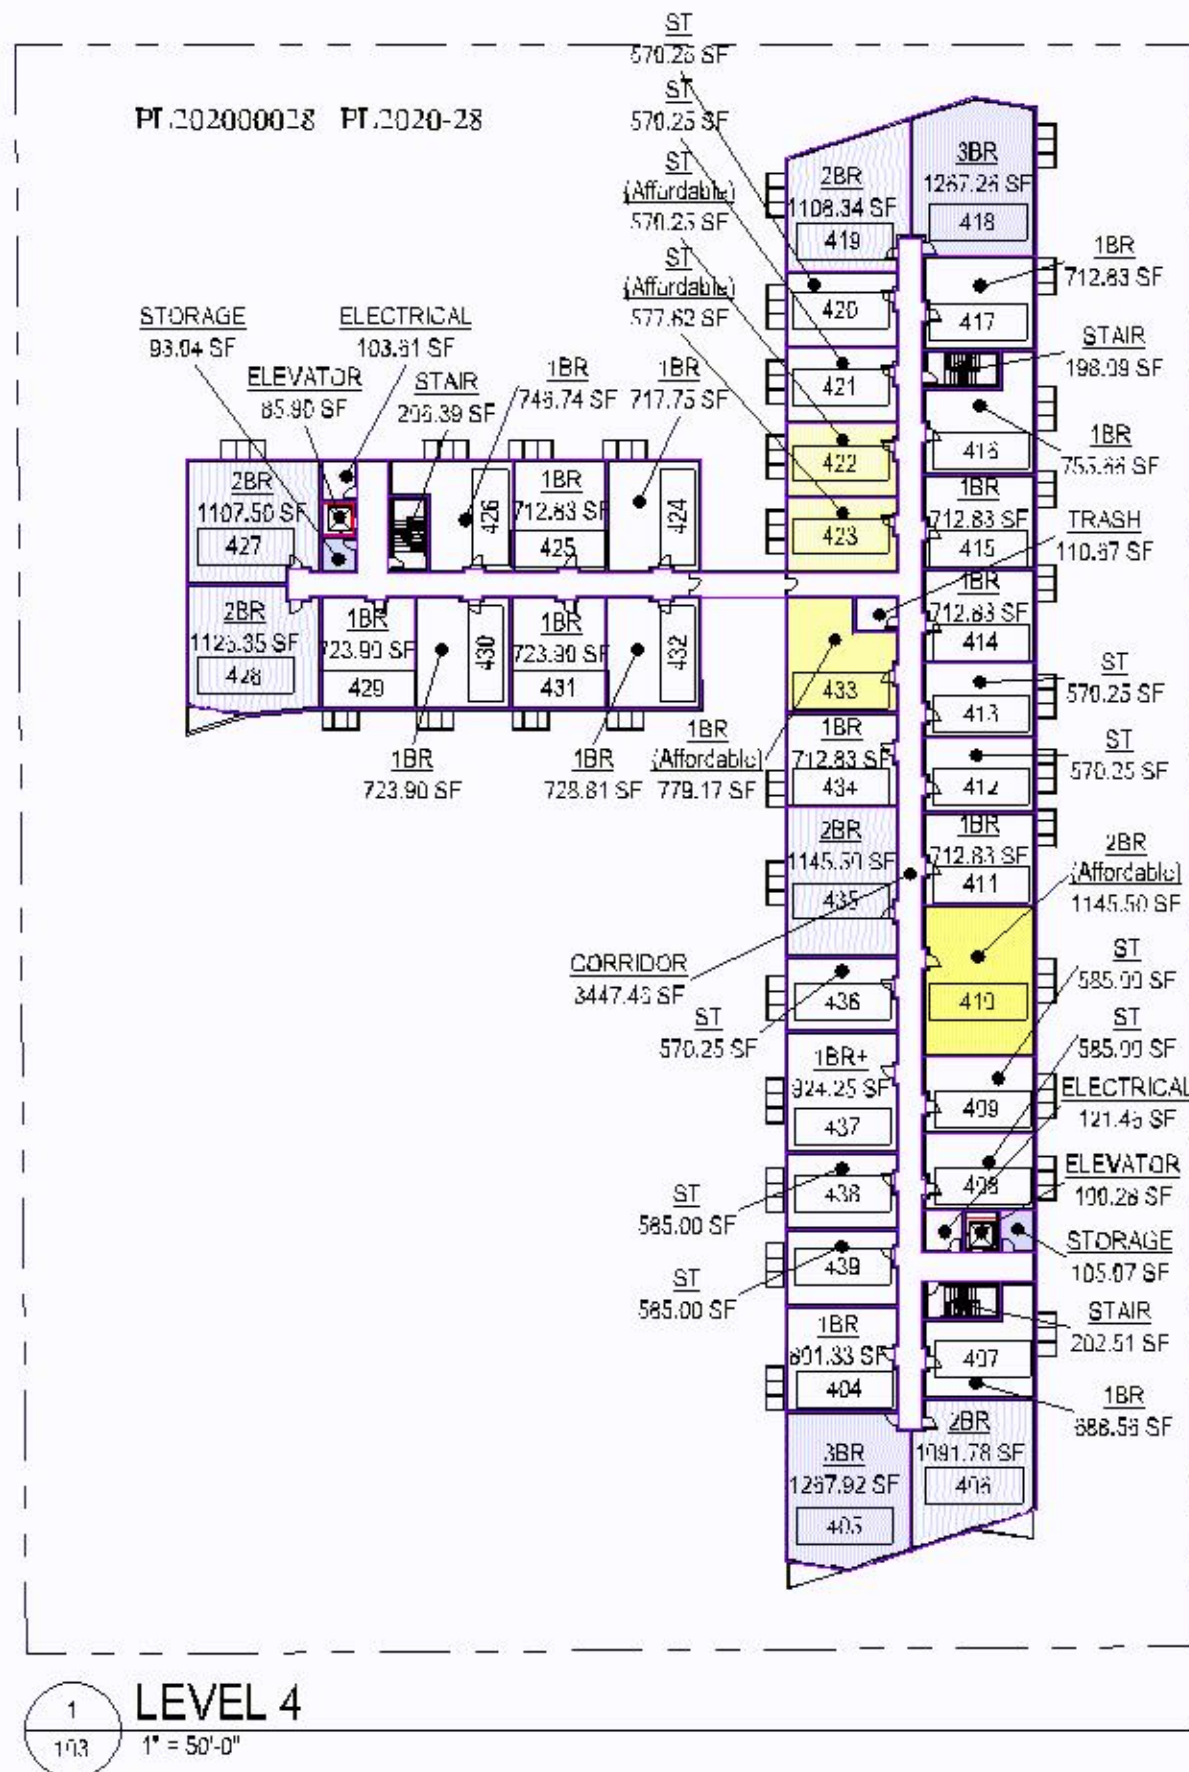 ST
570.25 SF
ST
570.25 SF
ST
(Affordable)
570.25 SF
ST
(Affordable)
577.62 SF
PL202000028 PL2020-28
STORAGE
93.04 SF
ELECTRICAL
103.61 SF
ELEVATOR
85.90 SF
STAIR
206.39 SF
1BR
746.74 SF
1BR
717.75 SF
2BR
1108.34 SF
419
3BR
1267.26 SF
418
420
1BR
712.83 SF
417
421
STAIR
198.09 SF
422
1BR
755.66 SF
416
423
1BR
712.83 SF
415
TRASH
110.67 SF
2BR
1107.50 SF
427
426
1BR
712.83 SF
425
424
2BR
1125.35 SF
428
1BR
723.90 SF
429
430
1BR
723.90 SF
431
432
1BR
723.90 SF
1BR
728.81 SF
1BR
(Affordable)
779.17 SF
433
1BR
712.83 SF
414
ST
570.25 SF
413
ST
570.25 SF
412
1BR
712.83 SF
434
1BR
712.83 SF
411
2BR
1145.50 SF
435
2BR
(Affordable)
1145.50 SF
410
CORRIDOR
3447.46 SF
ST
570.25 SF
436
ST
585.00 SF
409
ST
585.00 SF
408
1BR+
924.25 SF
437
ELECTRICAL
121.45 SF
ELEVATOR
100.28 SF
STORAGE
105.07 SF
ST
585.00 SF
438
ST
585.00 SF
439
STAIR
202.51 SF
407
1BR
801.33 SF
404
1BR
688.56 SF
3BR
1267.92 SF
405
2BR
1091.78 SF
406
1
103
LEVEL 4
1" = 50'-0"